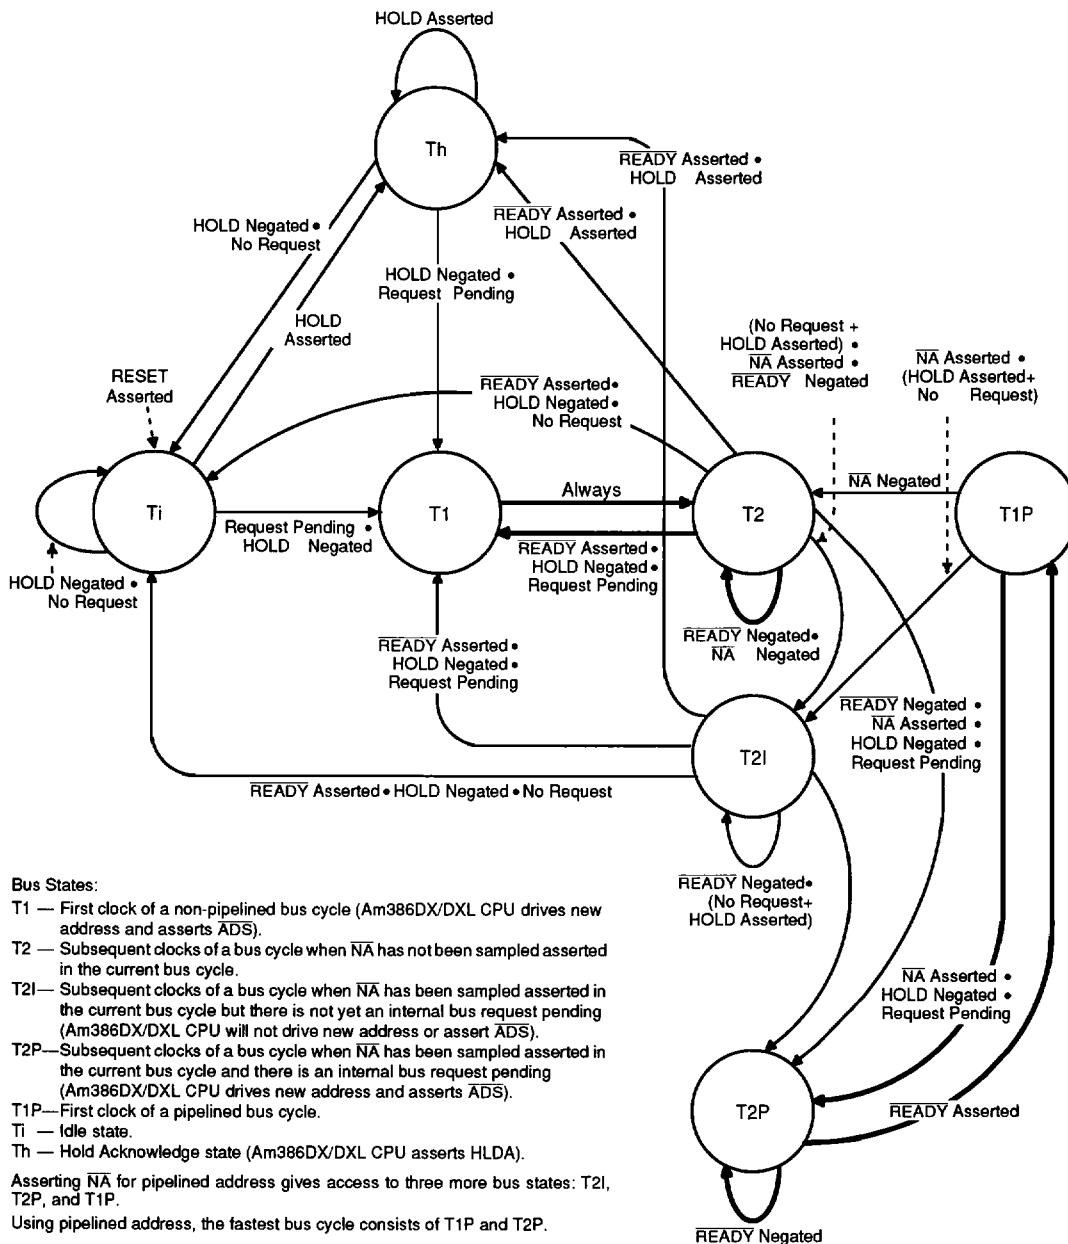 HOLD Asserted
Th
READY Asserted •
HOLD Asserted
READY Asserted •
HOLD Asserted
HOLD Negated •
No Request
HOLD Negated •
Request Pending
HOLD
Asserted
(No Request +
HOLD Asserted) •
NA Asserted •
READY Negated
NA Asserted •
(HOLD Asserted+
No Request)
RESET
Asserted
READY Asserted•
HOLD Negated•
No Request
Ti
T1
Always
T2
NA Negated
T1P
Request Pending •
HOLD Negated
READY Asserted•
HOLD Negated•
Request Pending
HOLD Negated •
No Request
READY Negated•
NA Negated
READY Asserted •
HOLD Negated •
Request Pending
READY Negated •
NA Asserted •
HOLD Negated •
Request Pending
T2I
READY Asserted • HOLD Negated • No Request
READY Negated•
(No Request+
HOLD Asserted)
NA Asserted •
HOLD Negated •
Request Pending
T2P
READY Asserted
READY Negated
Bus States:
T1 — First clock of a non-pipelined bus cycle (Am386DX/DXL CPU drives new
address and asserts ADS).
T2 — Subsequent clocks of a bus cycle when NA has not been sampled asserted
in the current bus cycle.
T2I— Subsequent clocks of a bus cycle when NA has been sampled asserted in
the current bus cycle but there is not yet an internal bus request pending
(Am386DX/DXL CPU will not drive new address or assert ADS).
T2P—Subsequent clocks of a bus cycle when NA has been sampled asserted in
the current bus cycle and there is an internal bus request pending
(Am386DX/DXL CPU drives new address and asserts ADS).
T1P—First clock of a pipelined bus cycle.
Ti — Idle state.
Th — Hold Acknowledge state (Am386DX/DXL CPU asserts HLDA).
Asserting NA for pipelined address gives access to three more bus states: T2I,
T2P, and T1P.
Using pipelined address, the fastest bus cycle consists of T1P and T2P.